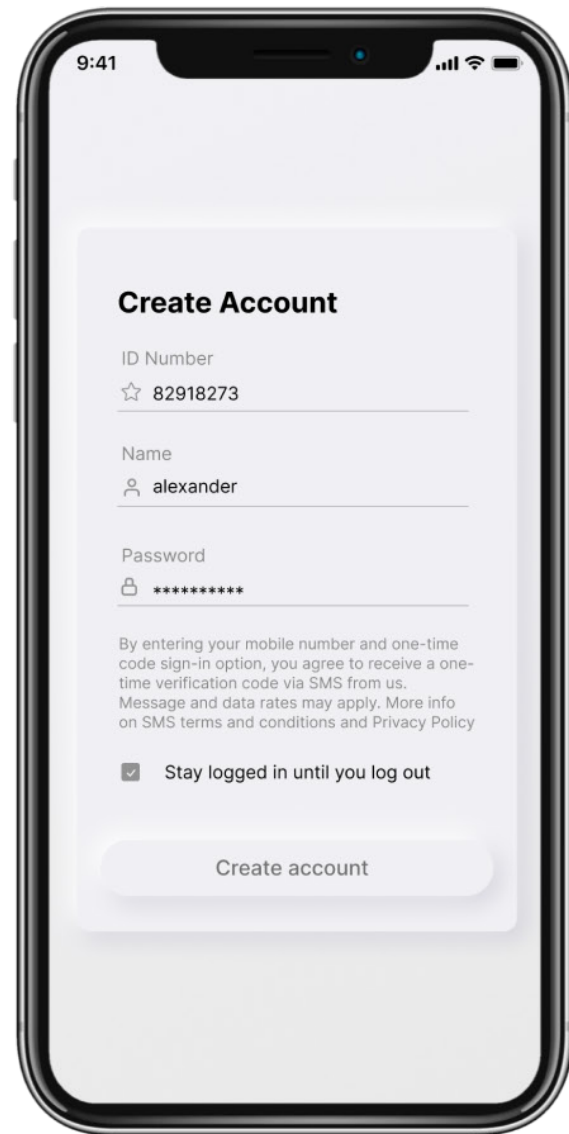 9:41
Create Account
ID Number
82918273
Name
alexander
Password
**********
By entering your mobile number and one-time
code sign-in option, you agree to receive a one-
time verification code via SMS from us.
Message and data rates may apply. More info
on SMS terms and conditions and Privacy Policy
Stay logged in until you log out
Create account